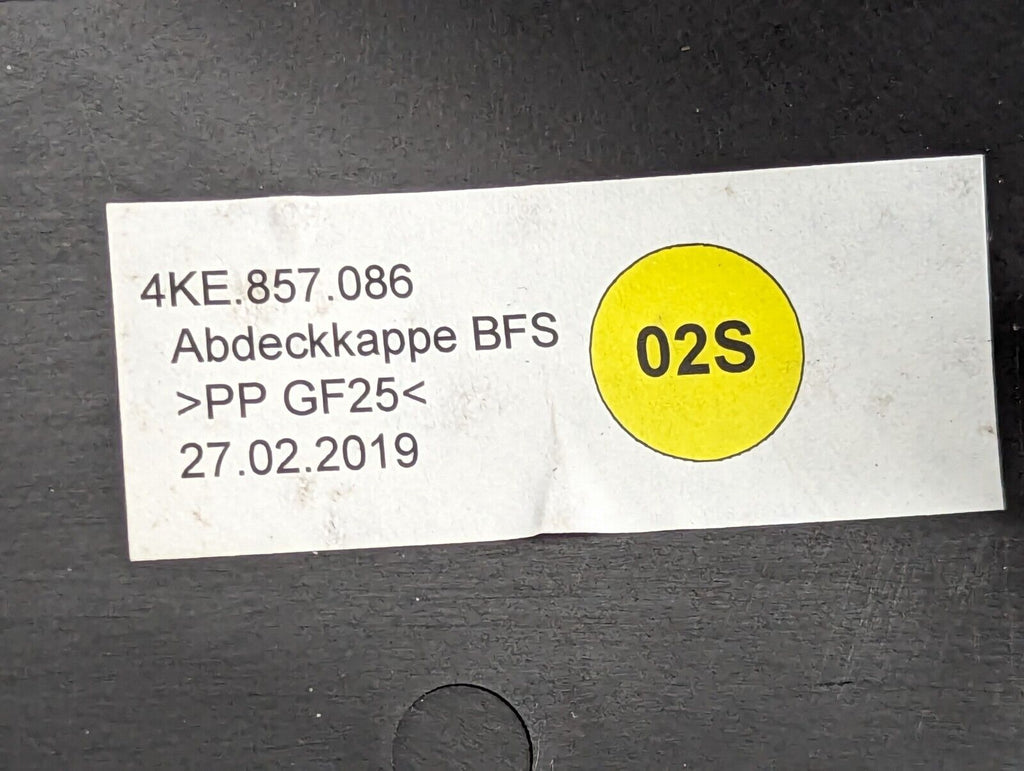 4KE.857.086
Abdeckkappe BFS
>PP GF25<
27.02.2019
02S